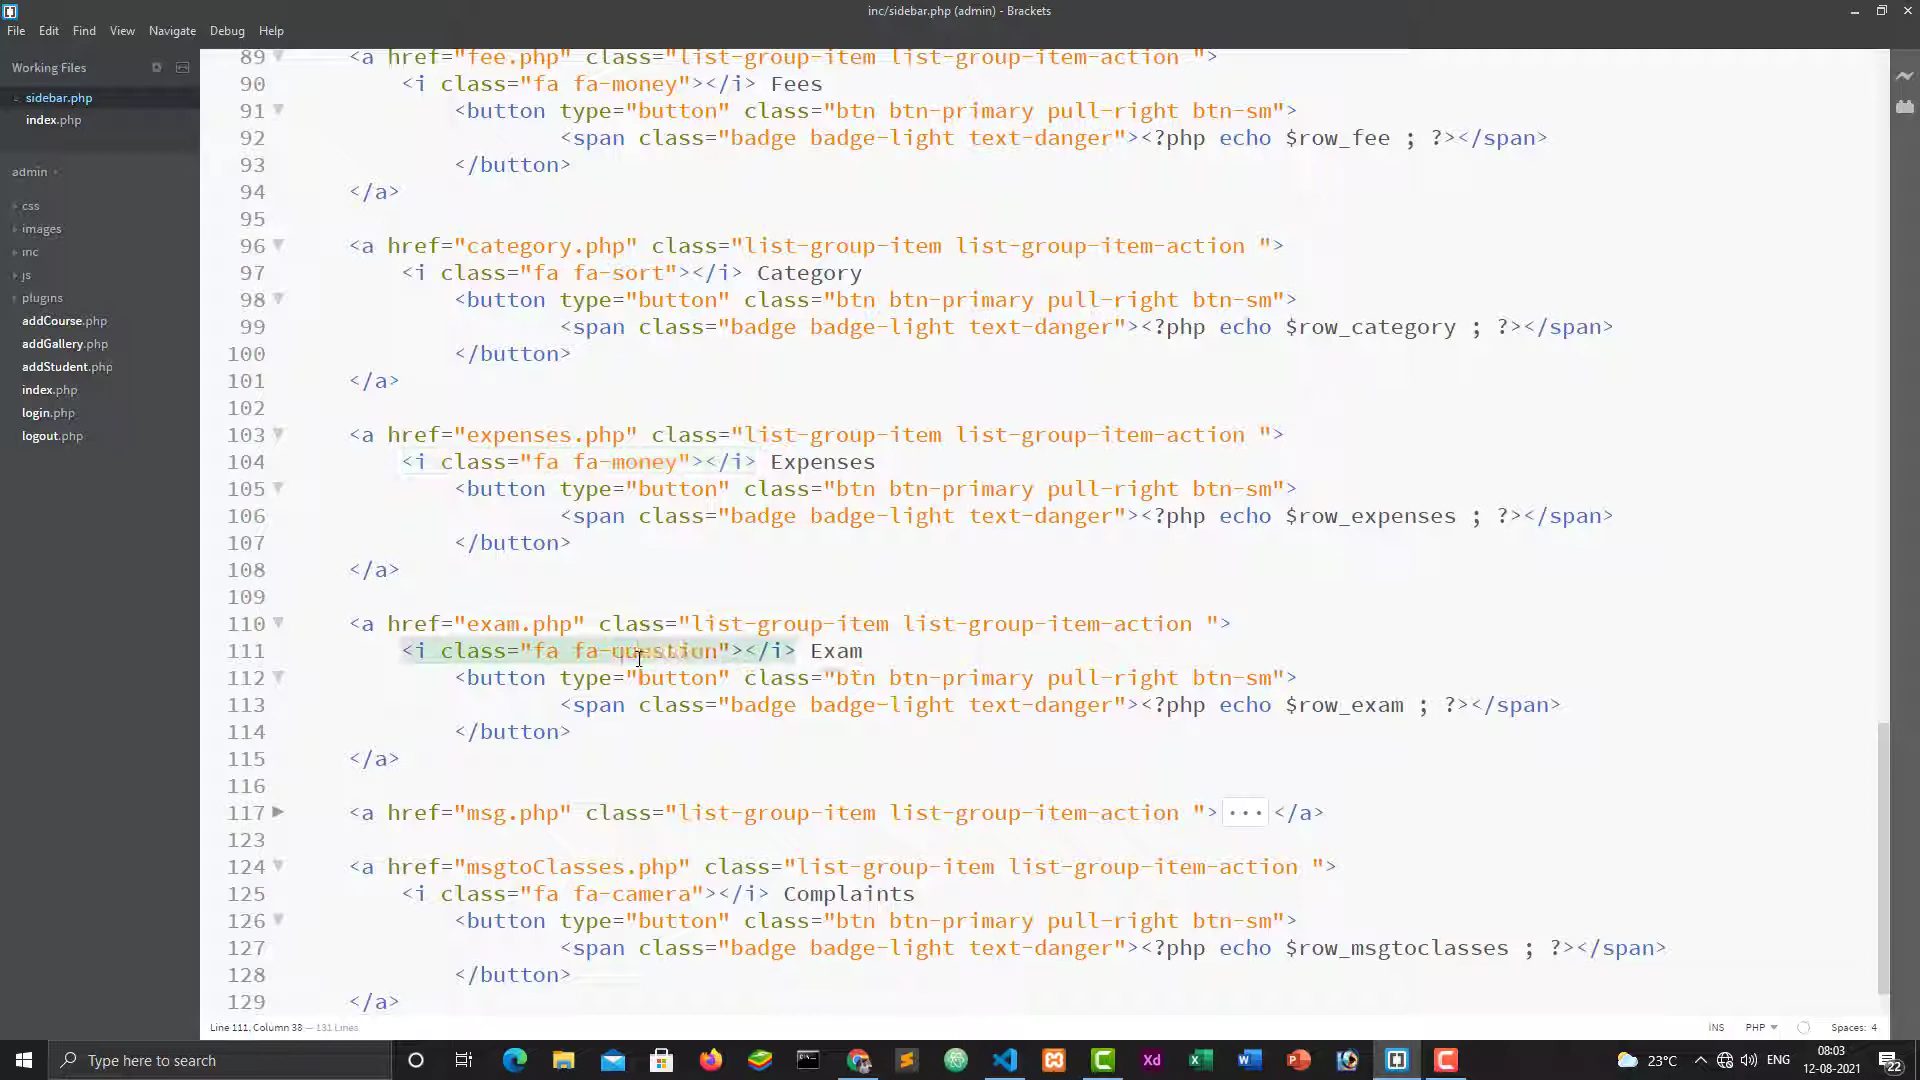 inc/sidebar.php (admin) - Brackets
File Edit Find View Navigate Debug Help
Working Files
sidebar.php
index.php
admin
css
images
inc
js
plugins
addCourse.php
addGallery.php
addStudent.php
index.php
login.php
logout.php
89 <a href="fee.php" class="list-group-item list-group-item-action ">
90 <i class="fa fa-money"></i> Fees
91 <button type="button" class="btn btn-primary pull-right btn-sm">
92 <span class="badge badge-light text-danger"><?php echo $row_fee ; ?></span>
93 </button>
94 </a>
95
96 <a href="category.php" class="list-group-item list-group-item-action ">
97 <i class="fa fa-sort"></i> Category
98 <button type="button" class="btn btn-primary pull-right btn-sm">
99 <span class="badge badge-light text-danger"><?php echo $row_category ; ?></span>
100 </button>
101 </a>
102
103 <a href="expenses.php" class="list-group-item list-group-item-action ">
104 <i class="fa fa-money"></i> Expenses
105 <button type="button" class="btn btn-primary pull-right btn-sm">
106 <span class="badge badge-light text-danger"><?php echo $row_expenses ; ?></span>
107 </button>
108 </a>
109
110 <a href="exam.php" class="list-group-item list-group-item-action ">
111 <i class="fa fa-question"></i> Exam
112 <button type="button" class="btn btn-primary pull-right btn-sm">
113 <span class="badge badge-light text-danger"><?php echo $row_exam ; ?></span>
114 </button>
115 </a>
116
117 <a href="msg.php" class="list-group-item list-group-item-action ">...</a>
123
124 <a href="msgtoClasses.php" class="list-group-item list-group-item-action ">
125 <i class="fa fa-camera"></i> Complaints
126 <button type="button" class="btn btn-primary pull-right btn-sm">
127 <span class="badge badge-light text-danger"><?php echo $row_msgtoclasses ; ?></span>
128 </button>
129 </a>
Line 111, Column 38 — 131 Lines
INS PHP Spaces: 4
Type here to search
Xd
23°C
ENG
08:03
12-08-2021
22